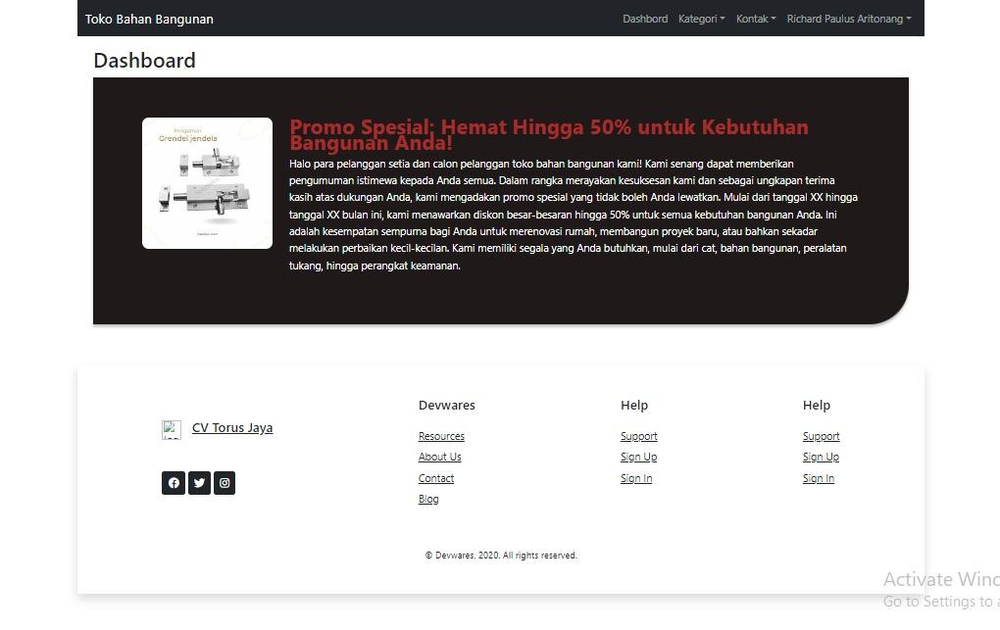 Toko Bahan Bangunan
Dashbord
Kategori
Kontak
Richard Paulus Aritonang
Dashboard
Pengaman
Grendel jendela
Promo Spesial: Hemat Hingga 50% untuk Kebutuhan
Bangunan Anda!
Halo para pelanggan setia dan calon pelanggan toko bahan bangunan kami! Kami senang dapat memberikan
pengumuman istimewa kepada Anda semua. Dalam rangka merayakan kesuksesan kami dan sebagai ungkapan terima
kasih atas dukungan Anda, kami mengadakan promo spesial yang tidak boleh Anda lewatkan. Mulai dari tanggal XX hingga
tanggal XX bulan ini, kami menawarkan diskon besar-besaran hingga 50% untuk semua kebutuhan bangunan Anda. Ini
adalah kesempatan sempurna bagi Anda untuk merenovasi rumah, membangun proyek baru, atau bahkan sekadar
melakukan perbaikan kecil-kecilan. Kami memiliki segala yang Anda butuhkan, mulai dari cat, bahan bangunan, peralatan
tukang, hingga perangkat keamanan.
CV Torus Jaya
Devwares
Resources
About Us
Contact
Blog
Help
Support
Sign Up
Sign In
Help
Support
Sign Up
Sign In
© Devwares, 2020. All rights reserved.
Activate Winc
Go to Settings to a